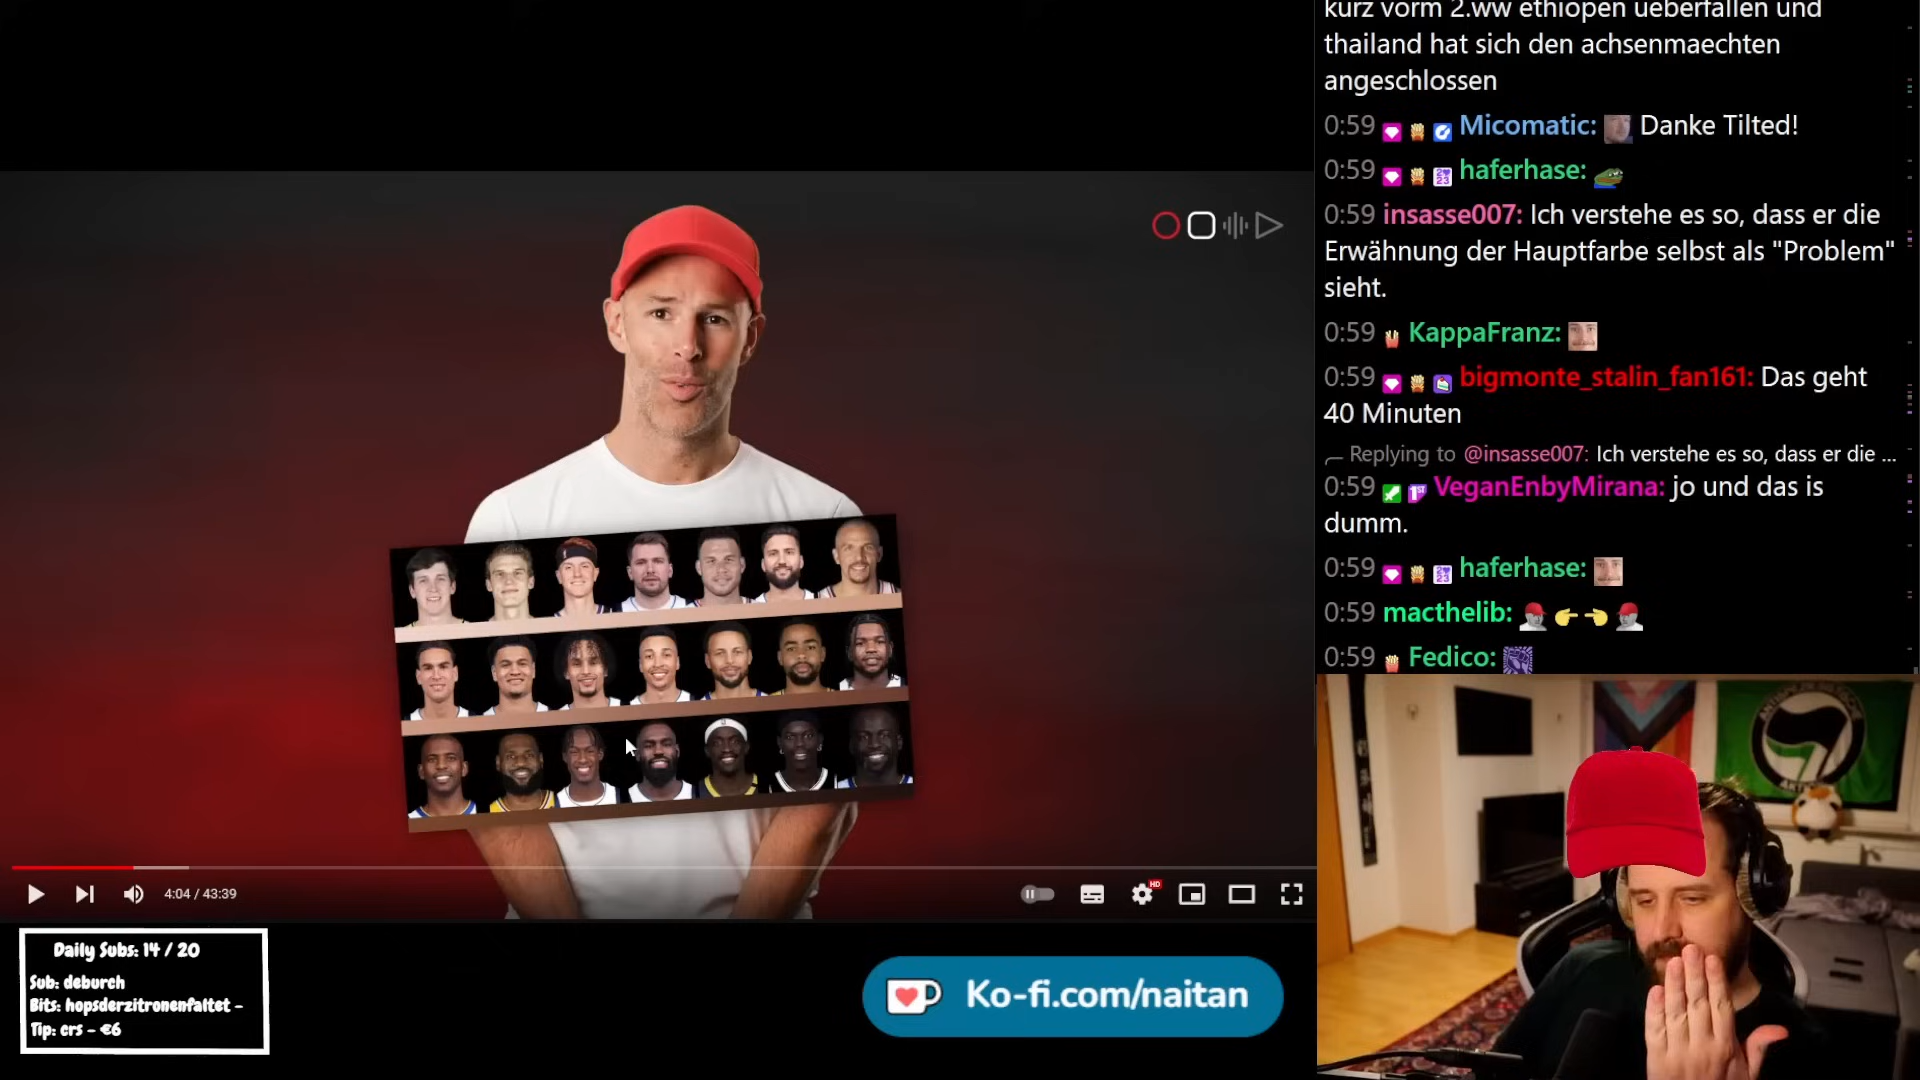 kurz vorm 2.ww ethiopen ueberfallen und
thailand hat sich den achsenmaechten
angeschlossen
0:59 Micomatic: Danke Tilted!
0:59 haferhase:
0:59 insasse007: Ich verstehe es so, dass er die
Erwähnung der Hauptfarbe selbst als "Problem"
sieht.
0:59 KappaFranz:
0:59 bigmonte_stalin_fan161: Das geht
40 Minuten
Replying to @insasse007: Ich verstehe es so, dass er die ...
0:59 VeganEnbyMirana: jo und das is
dumm.
0:59 haferhase:
0:59 macthelib:
0:59 Fedico:
4:04 / 43:39
HD
Daily Subs: 14 / 20
Sub: deburch
Bits: hopsderzitronenfaltet -
Tip: crs - €6
Ko-fi.com/naitan